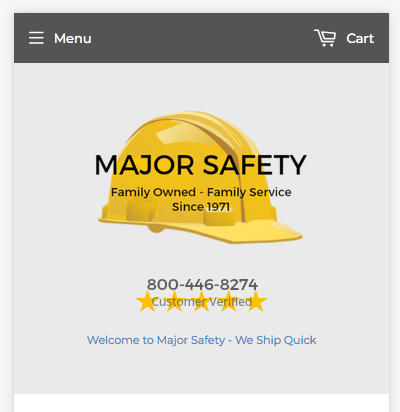 Menu
Cart
MAJOR SAFETY
Family Owned - Family Service
Since 1971
800-446-8274
Customer Verified
Welcome to Major Safety - We Ship Quick